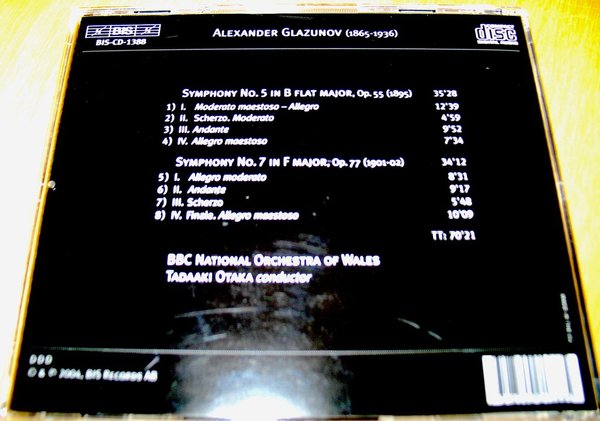 BIS
BIS-CD-1388
ALEXANDER GLAZUNOV (1865-1936)
COMPACT
disc
DIGITAL AUDIO
SYMPHONY NO. 5 IN B FLAT MAJOR, OP. 55 (1895) 35'28
1) I. Moderato maestoso – Allegro 12'39
2) II. Scherzo. Moderato 4'59
3) III. Andante 9'52
4) IV. Allegro maestoso 7'34
SYMPHONY NO. 7 IN F MAJOR, OP. 77 (1901-02) 34'12
5) I. Allegro moderato 8'31
6) II. Andante 9'17
7) III. Scherzo 5'48
8) IV. Finale. Allegro maestoso 10'09
TT: 70'21
BBC NATIONAL ORCHESTRA OF WALES
TADAAKI OTAKA conductor
DDD
© & ℗ 2004, BIS RECORDS AB